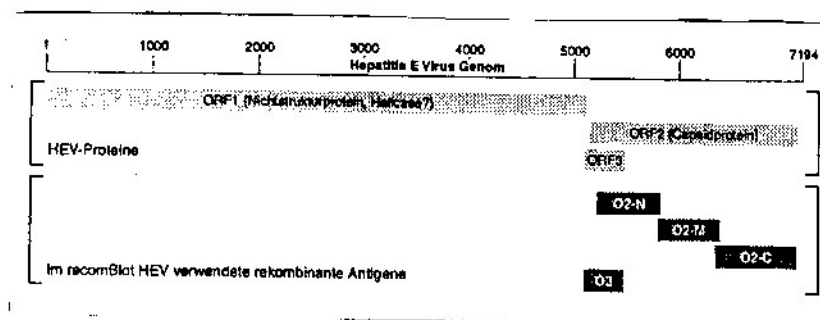 1 1000 2000 3000 4000 5000 6000 7194
Hepatitis E Virus Genom
ORF1 (Nichtstrukturprotein, Helicase?)
ORF2 (Capsidprotein)
HEV-Proteine
ORF3
O2-N
O2-M
O2-C
Im recomBlot HEV verwendete rekombinante Antigene
O3